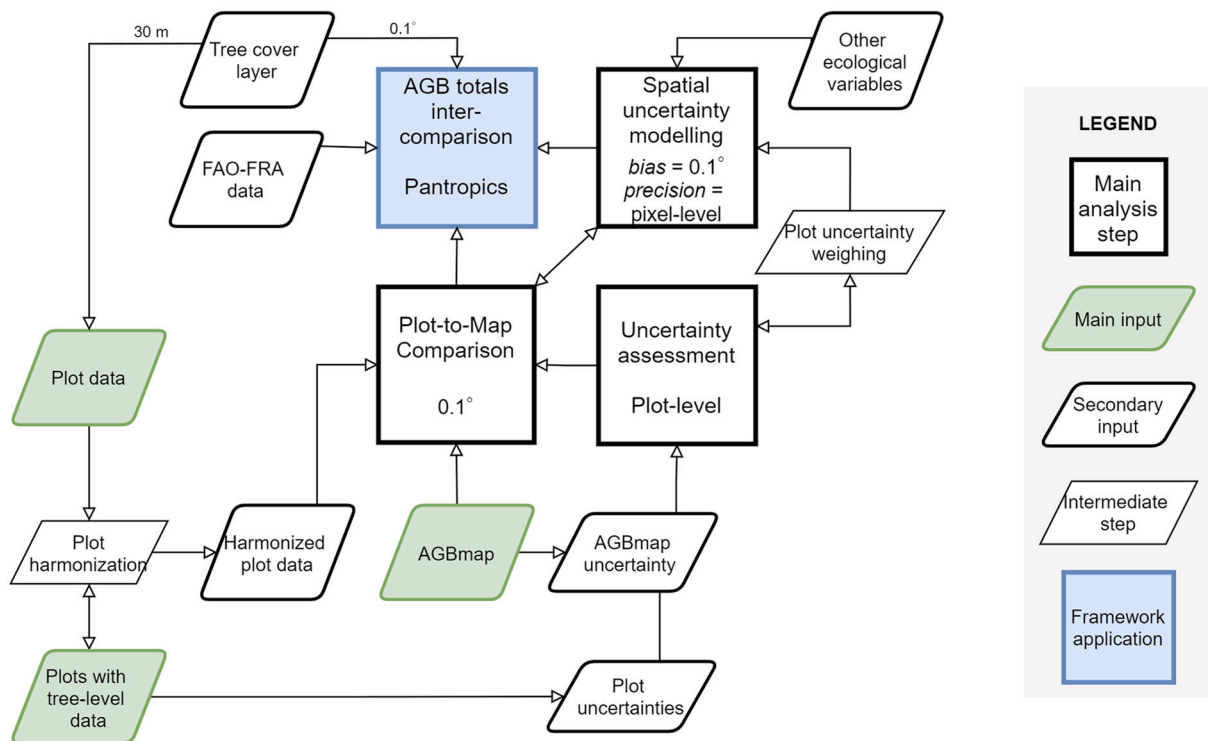 30 m
Tree cover
layer
0.1°
Other
ecological
variables
AGB totals
inter-
comparison
Pantropics
Spatial
uncertainty
modelling
bias = 0.1°
precision =
pixel-level
FAO-FRA
data
Plot uncertainty
weighing
Plot data
Plot-to-Map
Comparison
0.1°
Uncertainty
assessment
Plot-level
Plot
harmonization
Harmonized
plot data
AGBmap
AGBmap
uncertainty
Plots with
tree-level
data
Plot
uncertainties
LEGEND
Main
analysis
step
Main input
Secondary
input
Intermediate
step
Framework
application